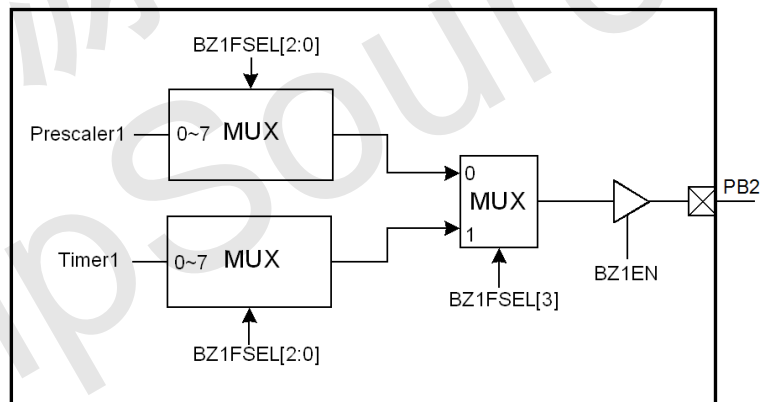 BZ1FSEL[2:0]
Prescaler1
0~7 MUX
0
MUX
PB2
1
Timer1
0~7 MUX
BZ1EN
BZ1FSEL[3]
BZ1FSEL[2:0]